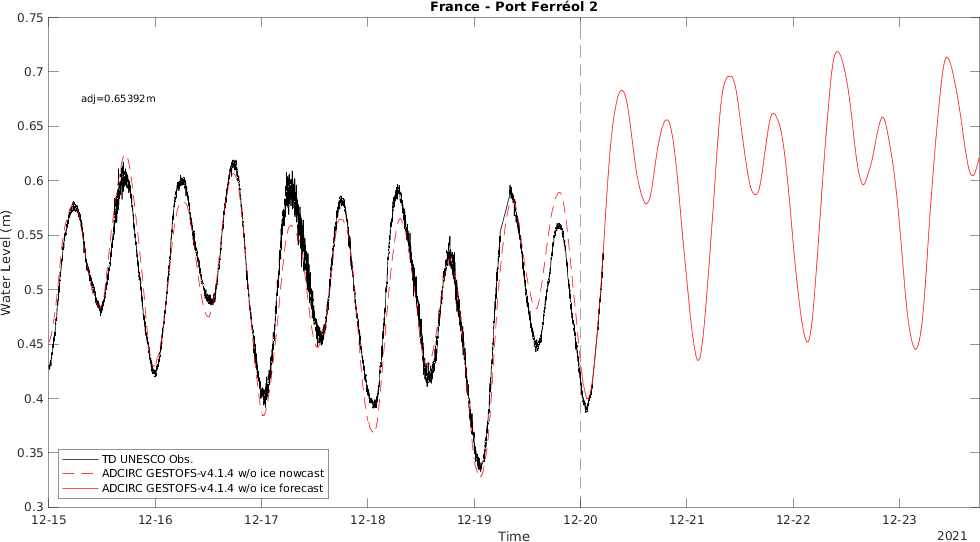 France - Port Ferréol 2
0.75
0.7
0.65
0.6
0.55
0.5
0.45
0.4
0.35
0.3
Water Level (m)
adj=0.65392m
TD UNESCO Obs.
ADCIRC GESTOFS-v4.1.4 w/o ice nowcast
ADCIRC GESTOFS-v4.1.4 w/o ice forecast
12-15 12-16 12-17 12-18 12-19 12-20 12-21 12-22 12-23
Time
2021